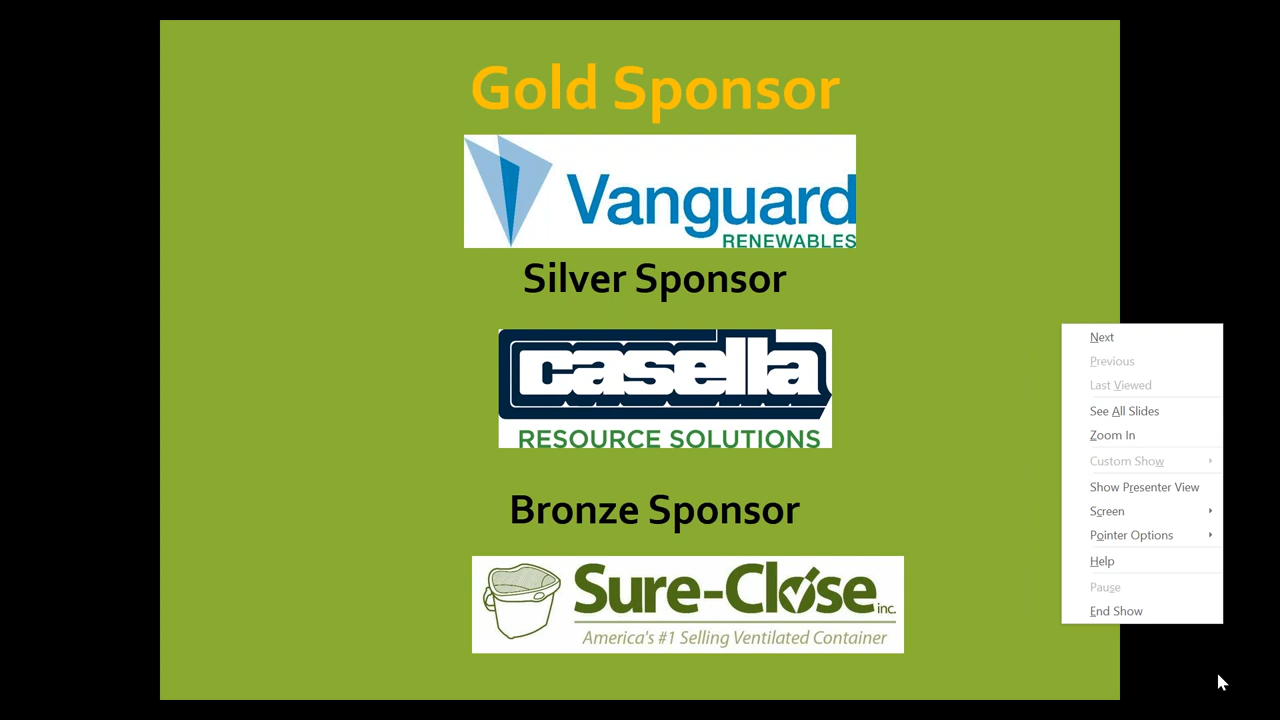 Gold Sponsor
Vanguard
RENEWABLES
Silver Sponsor
casella
RESOURCE SOLUTIONS
Bronze Sponsor
Sure-Close inc.
America's #1 Selling Ventilated Container
Next
Previous
Last Viewed
See All Slides
Zoom In
Custom Show
Show Presenter View
Screen
Pointer Options
Help
Pause
End Show